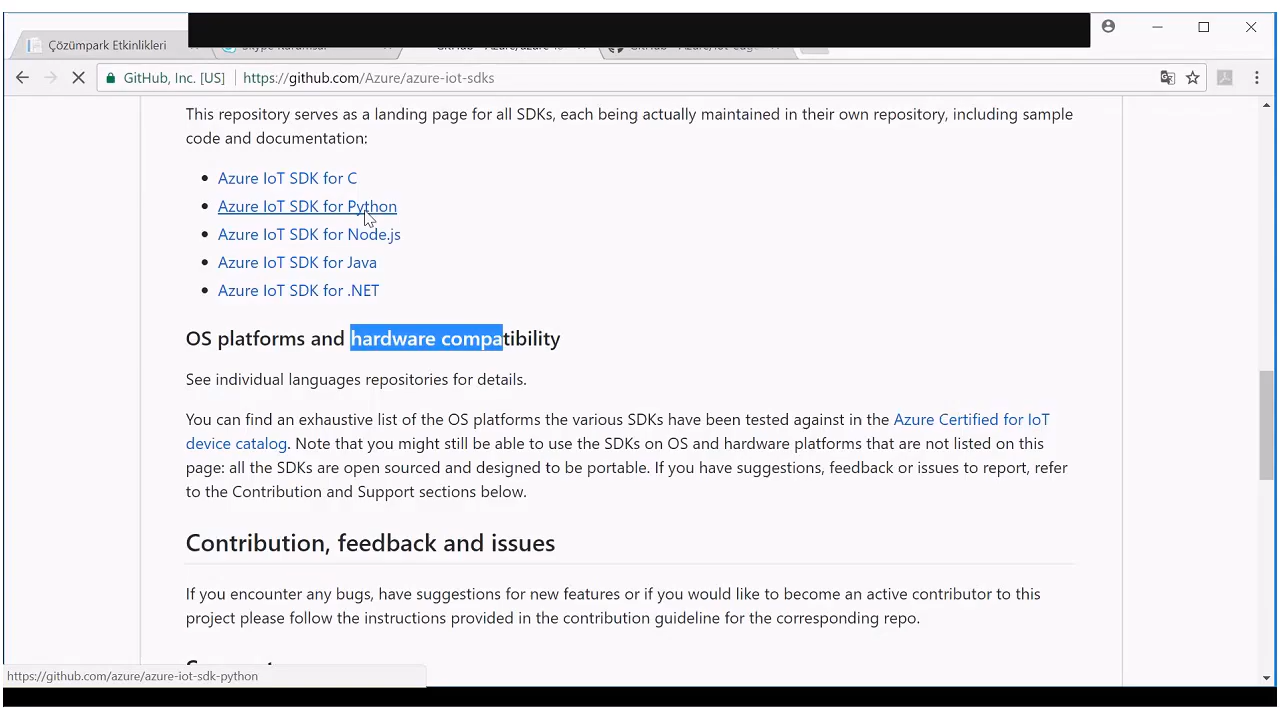 Çözümpark Etkinlikleri
GitHub, Inc. [US]
https://github.com/Azure/azure-iot-sdks
This repository serves as a landing page for all SDKs, each being actually maintained in their own repository, including sample
code and documentation:
Azure IoT SDK for C
Azure IoT SDK for Python
Azure IoT SDK for Node.js
Azure IoT SDK for Java
Azure IoT SDK for .NET
OS platforms and hardware compatibility
See individual languages repositories for details.
You can find an exhaustive list of the OS platforms the various SDKs have been tested against in the Azure Certified for IoT
device catalog. Note that you might still be able to use the SDKs on OS and hardware platforms that are not listed on this
page: all the SDKs are open sourced and designed to be portable. If you have suggestions, feedback or issues to report, refer
to the Contribution and Support sections below.
Contribution, feedback and issues
If you encounter any bugs, have suggestions for new features or if you would like to become an active contributor to this
project please follow the instructions provided in the contribution guideline for the corresponding repo.
https://github.com/azure/azure-iot-sdk-python